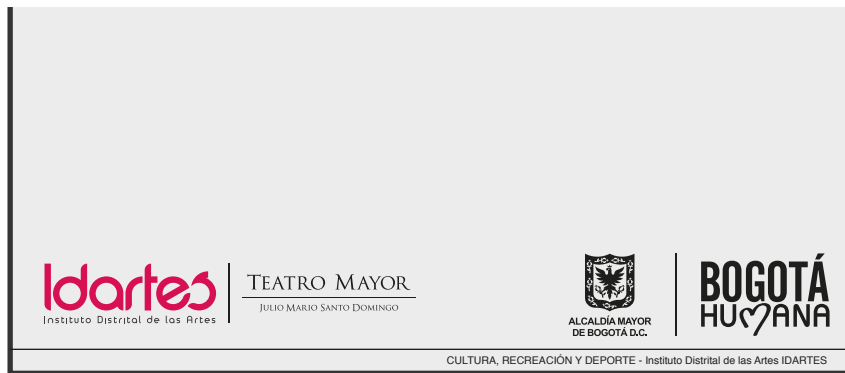 Idartes
Instituto Distrital de las Artes
TEATRO MAYOR
JULIO MARIO SANTO DOMINGO
ALCALDÍA MAYOR
DE BOGOTÁ D.C.
BOGOTÁ
HUMANA
CULTURA, RECREACIÓN Y DEPORTE - Instituto Distrital de las Artes IDARTES